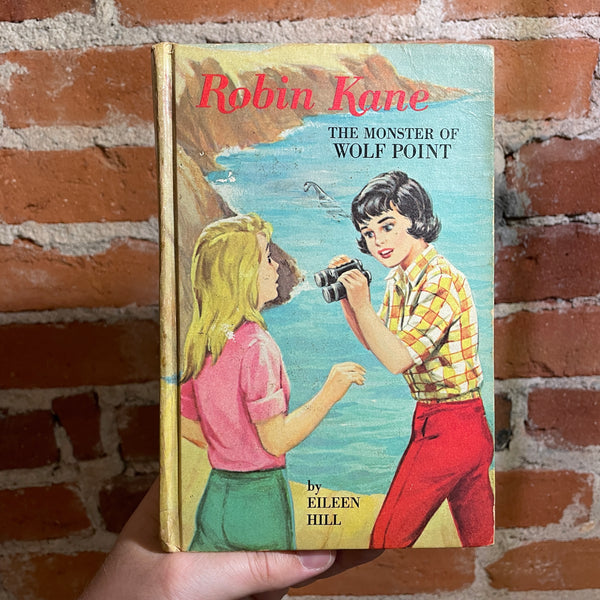 Robin Kane
THE MONSTER OF
WOLF POINT
by
EILEEN
HILL